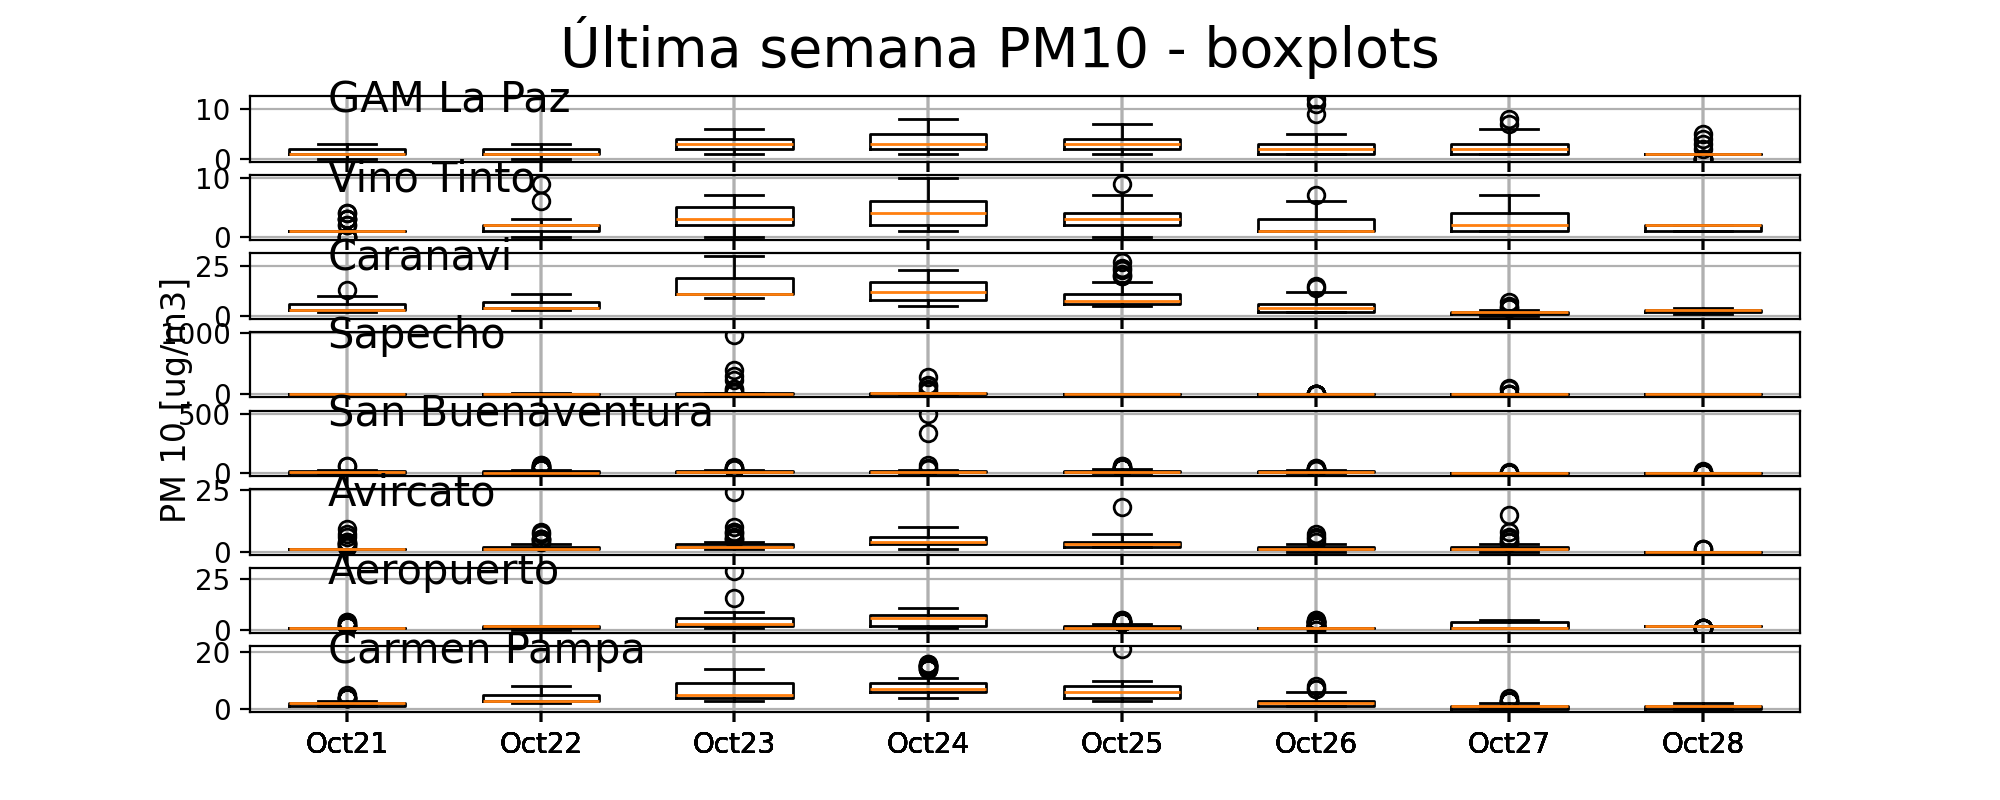 Última semana PM10 - boxplots
GAM La Paz
10
0
Vino Tinto
10
0
Caranavi
25
0
PM 10 [ug/m3]
Sapecho
1000
0
San Buenaventura
500
0
Avircato
25
0
Aeropuerto
25
0
Carmen Pampa
20
0
Oct21 Oct22 Oct23 Oct24 Oct25 Oct26 Oct27 Oct28